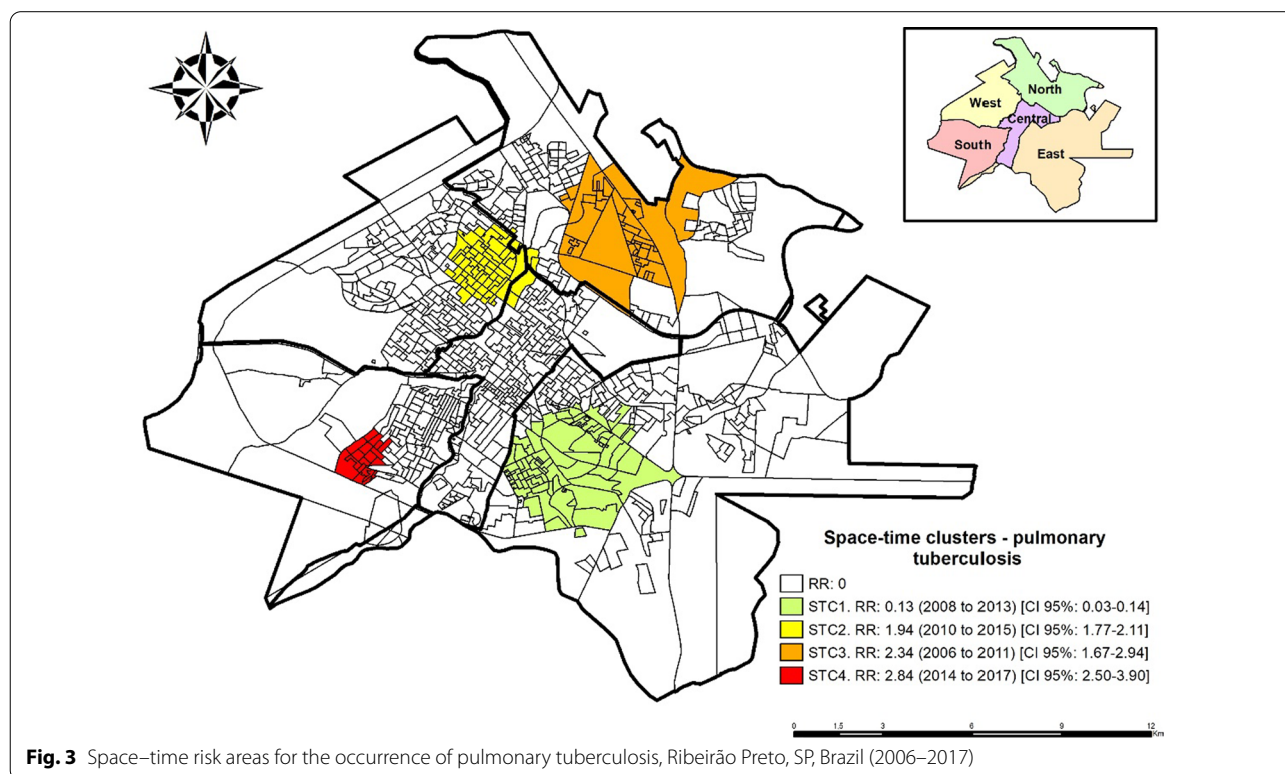 North
West
Central
South
East
Space-time clusters - pulmonary
tuberculosis
RR: 0
STC1. RR: 0.13 (2008 to 2013) [CI 95%: 0.03-0.14]
STC2. RR: 1.94 (2010 to 2015) [CI 95%: 1.77-2.11]
STC3. RR: 2.34 (2006 to 2011) [CI 95%: 1.67-2.94]
STC4. RR: 2.84 (2014 to 2017) [CI 95%: 2.50-3.90]
0 1.5 3 6 9 12
Km
Fig. 3 Space–time risk areas for the occurrence of pulmonary tuberculosis, Ribeirão Preto, SP, Brazil (2006–2017)